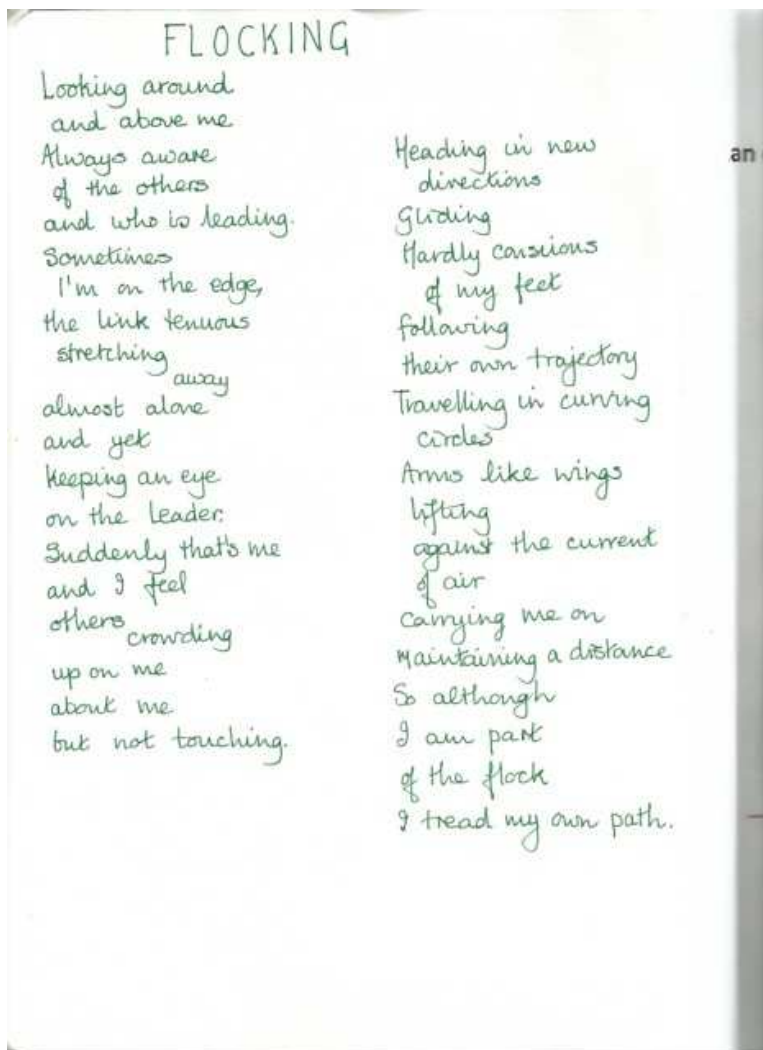 FLOCKING
Looking around
and above me
Always aware
of the others
and who is leading.
Sometimes
I'm on the edge,
the link tenuous
stretching
away
almost alone
and yet
keeping an eye
on the leader.
Suddenly that's me
and I feel
others
crowding
up on me
about me
but not touching.
Heading in new
directions
Gliding
Hardly consious
of my feet
following
their own trajectory
Travelling in curving
circles
Arms like wings
lifting
against the current
of air
carrying me on
Maintaining a distance
So although
I am part
of the flock
I tread my own path.
an